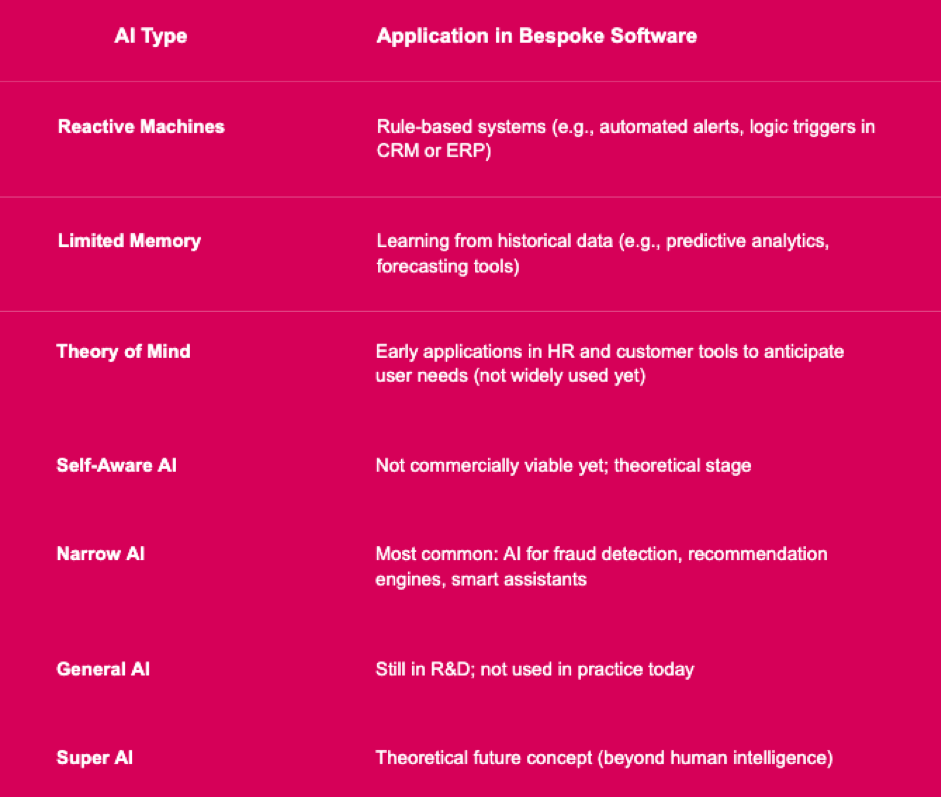 AI Type
Application in Bespoke Software
Reactive Machines
Rule-based systems (e.g., automated alerts, logic triggers in
CRM or ERP)
Limited Memory
Learning from historical data (e.g., predictive analytics,
forecasting tools)
Theory of Mind
Early applications in HR and customer tools to anticipate
user needs (not widely used yet)
Self-Aware AI
Not commercially viable yet; theoretical stage
Narrow AI
Most common: AI for fraud detection, recommendation
engines, smart assistants
General AI
Still in R&D; not used in practice today
Super AI
Theoretical future concept (beyond human intelligence)